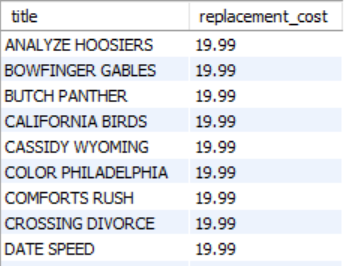 title replacement_cost
ANALYZE HOOSIERS 19.99
BOWFINGER GABLES 19.99
BUTCH PANTHER 19.99
CALIFORNIA BIRDS 19.99
CASSIDY WYOMING 19.99
COLOR PHILADELPHIA 19.99
COMFORTS RUSH 19.99
CROSSING DIVORCE 19.99
DATE SPEED 19.99